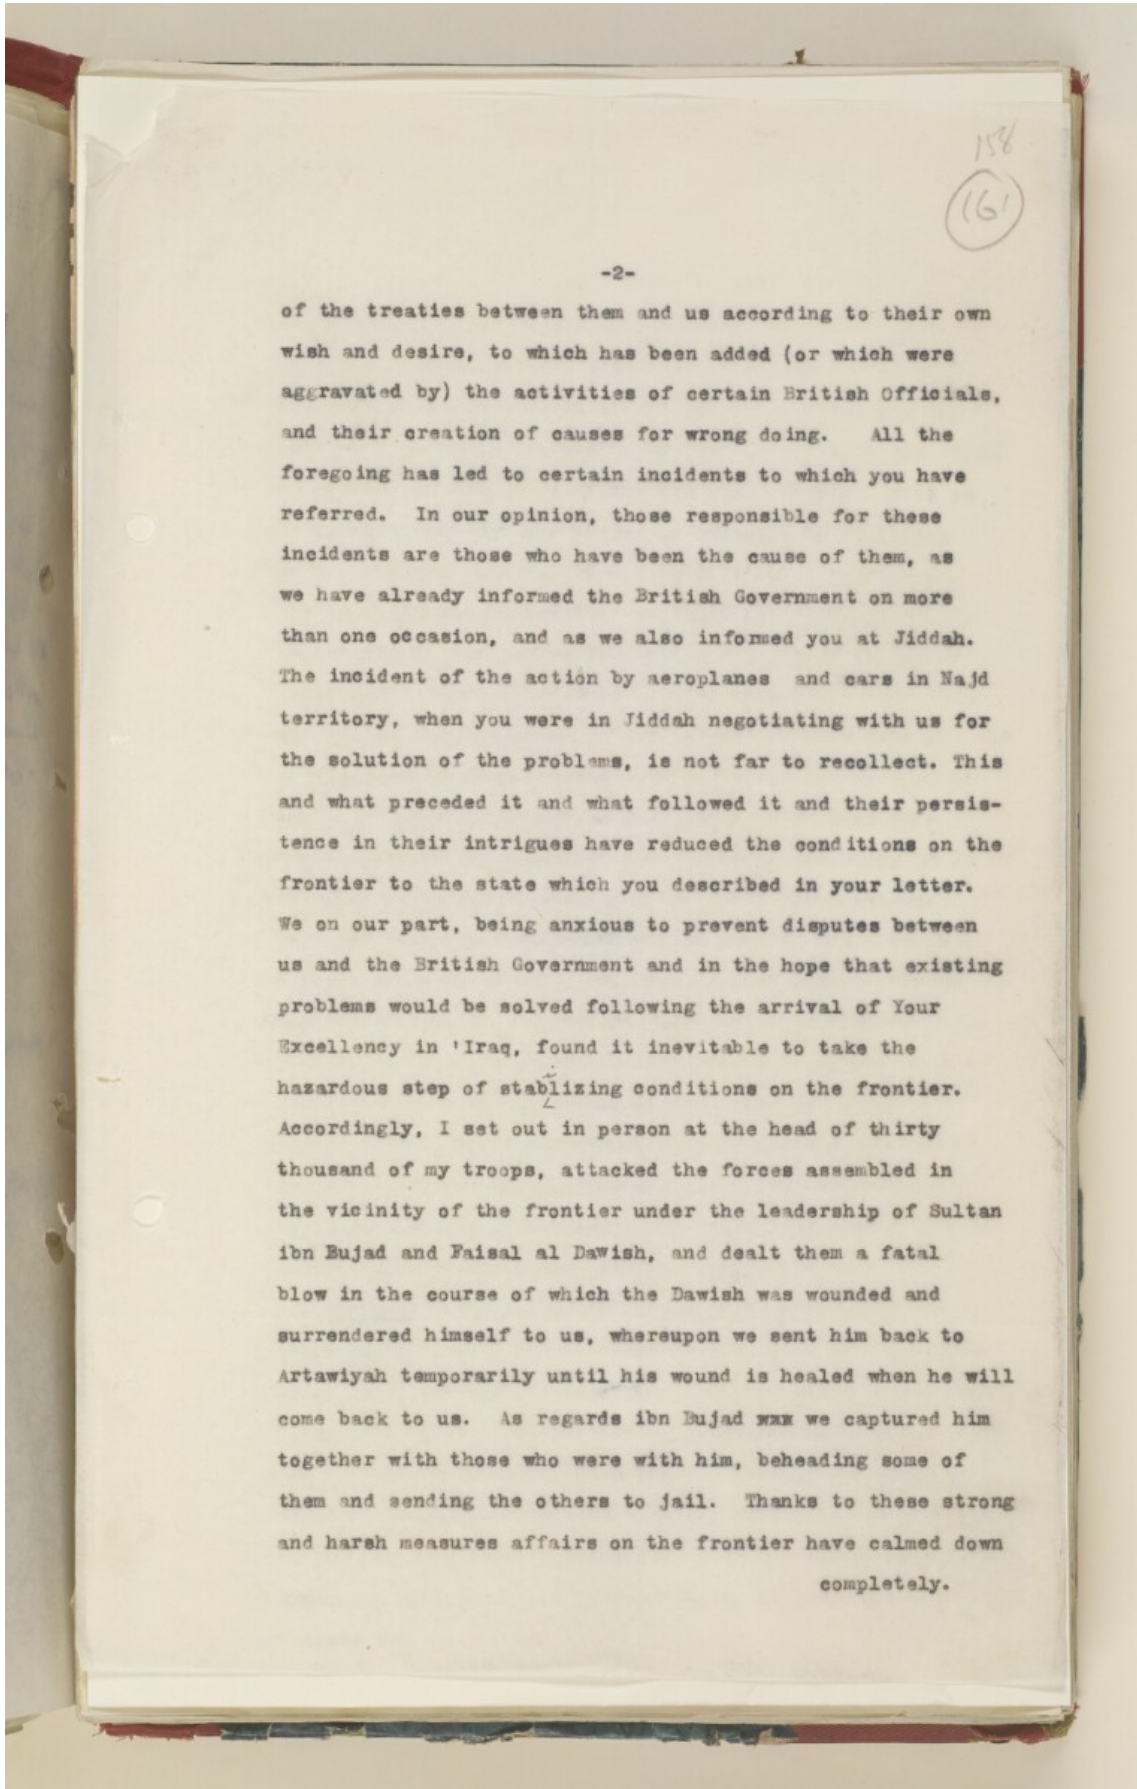 158
161
-2-
of the treaties between them and us according to their own
wish and desire, to which has been added (or which were
aggravated by) the activities of certain British Officials,
and their creation of causes for wrong doing. All the
foregoing has led to certain incidents to which you have
referred. In our opinion, those responsible for these
incidents are those who have been the cause of them, as
we have already informed the British Government on more
than one occasion, and as we also informed you at Jiddah.
The incident of the action by aeroplanes and cars in Najd
territory, when you were in Jiddah negotiating with us for
the solution of the problems, is not far to recollect. This
and what preceded it and what followed it and their persis-
tence in their intrigues have reduced the conditions on the
frontier to the state which you described in your letter.
We on our part, being anxious to prevent disputes between
us and the British Government and in the hope that existing
problems would be solved following the arrival of Your
Excellency in 'Iraq, found it inevitable to take the
hazardous step of stabilizing conditions on the frontier.
Accordingly, I set out in person at the head of thirty
thousand of my troops, attacked the forces assembled in
the vicinity of the frontier under the leadership of Sultan
ibn Bujad and Faisal al Dawish, and dealt them a fatal
blow in the course of which the Dawish was wounded and
surrendered himself to us, whereupon we sent him back to
Artawiyah temporarily until his wound is healed when he will
come back to us. As regards ibn Bujad xxx we captured him
together with those who were with him, beheading some of
them and sending the others to jail. Thanks to these strong
and harsh measures affairs on the frontier have calmed down
completely.